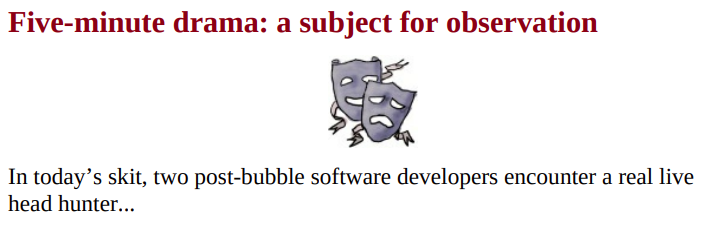 Five-minute drama: a subject for observation
In today’s skit, two post-bubble software developers encounter a real live
head hunter...